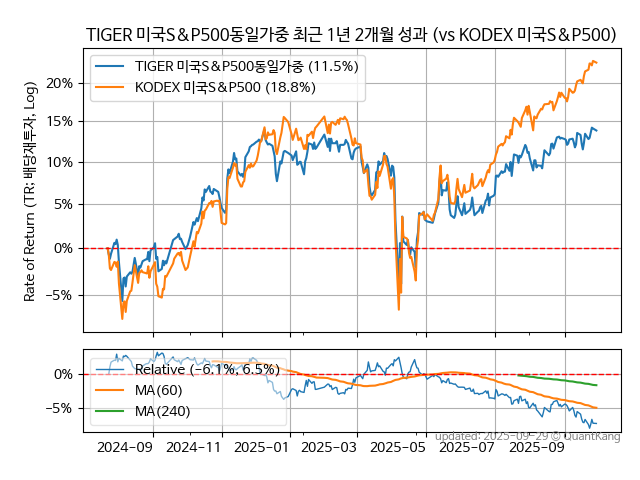 TIGER 미국S&P500동일가중 최근 1년 2개월 성과 (vs KODEX 미국S&P500)
Rate of Return (TR: 배당재투자, Log)
TIGER 미국S&P500동일가중 (11.5%)
KODEX 미국S&P500 (18.8%)
20%
15%
10%
5%
0%
−5%
Relative (−6.1%, 6.5%)
MA(60)
MA(240)
0%
−5%
2024-09 2024-11 2025-01 2025-03 2025-05 2025-07 2025-09
updated: 2025-09-29 © QuantKang